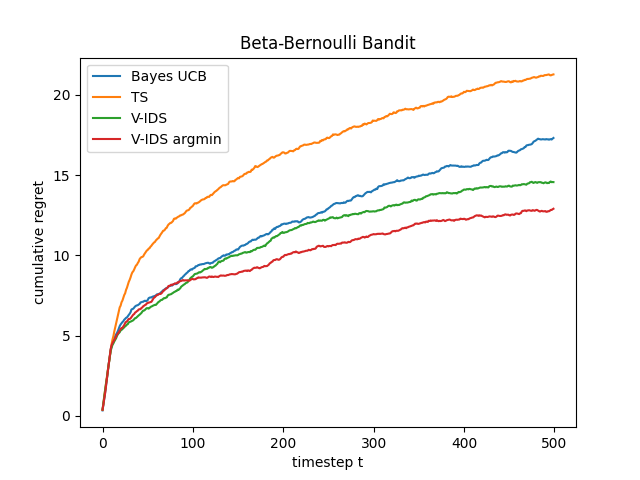 Beta-Bernoulli Bandit
Bayes UCB
TS
V-IDS
V-IDS argmin
cumulative regret
20
15
10
5
0
0 100 200 300 400 500
timestep t